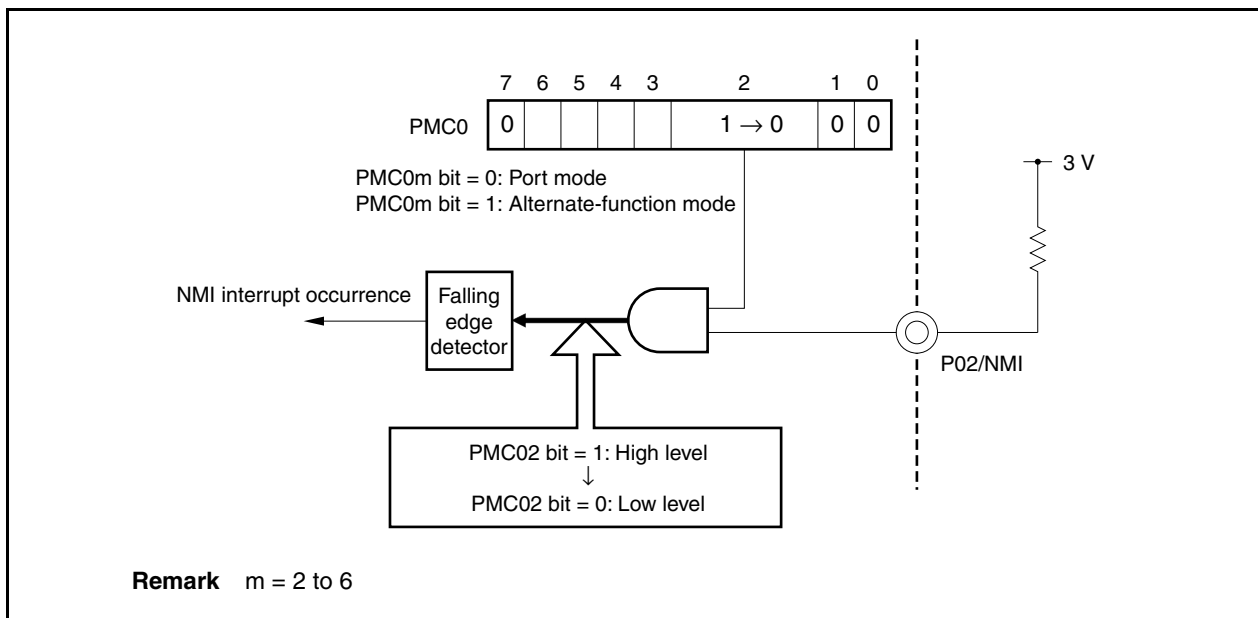 7 6 5 4 3 2 1 0
PMC0 0 1 → 0 0 0
3 V
PMC0m bit = 0: Port mode
PMC0m bit = 1: Alternate-function mode
NMI interrupt occurrence
Falling
edge
detector
P02/NMI
PMC02 bit = 1: High level
↓
PMC02 bit = 0: Low level
Remark m = 2 to 6